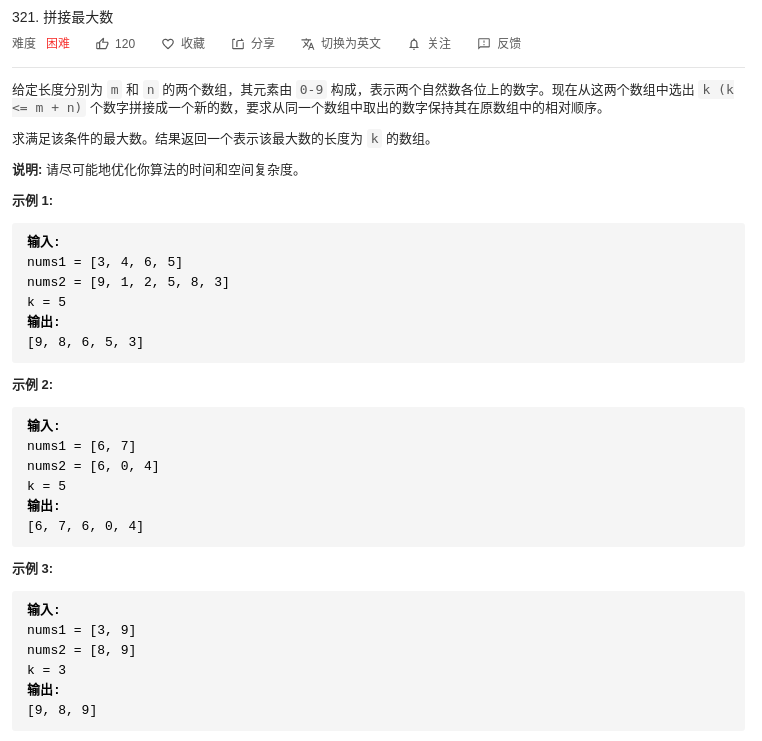 321. 拼接最大数
难度 困难 120 收藏 分享 切换为英文 关注 反馈
给定长度分别为 m 和 n 的两个数组，其元素由 0-9 构成，表示两个自然数各位上的数字。现在从这两个数组中选出 k (k
<= m + n) 个数字拼接成一个新的数，要求从同一个数组中取出的数字保持其在原数组中的相对顺序。
求满足该条件的最大数。结果返回一个表示该最大数的长度为 k 的数组。
说明: 请尽可能地优化你算法的时间和空间复杂度。
示例 1:
输入:
nums1 = [3, 4, 6, 5]
nums2 = [9, 1, 2, 5, 8, 3]
k = 5
输出:
[9, 8, 6, 5, 3]
示例 2:
输入:
nums1 = [6, 7]
nums2 = [6, 0, 4]
k = 5
输出:
[6, 7, 6, 0, 4]
示例 3:
输入:
nums1 = [3, 9]
nums2 = [8, 9]
k = 3
输出:
[9, 8, 9]